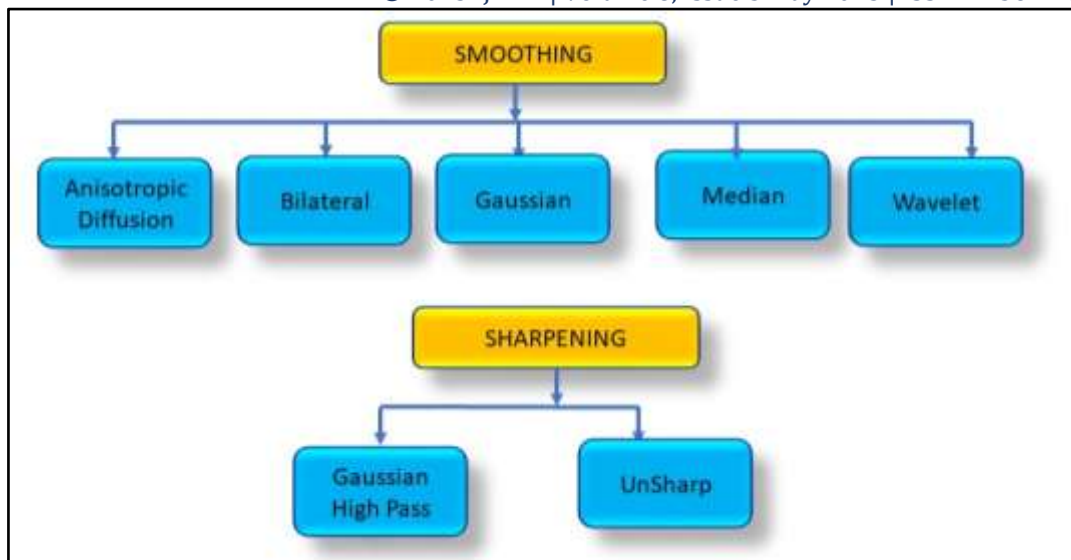 SMOOTHING
Anisotropic
Diffusion
Bilateral
Gaussian
Median
Wavelet
SHARPENING
Gaussian
High Pass
UnSharp